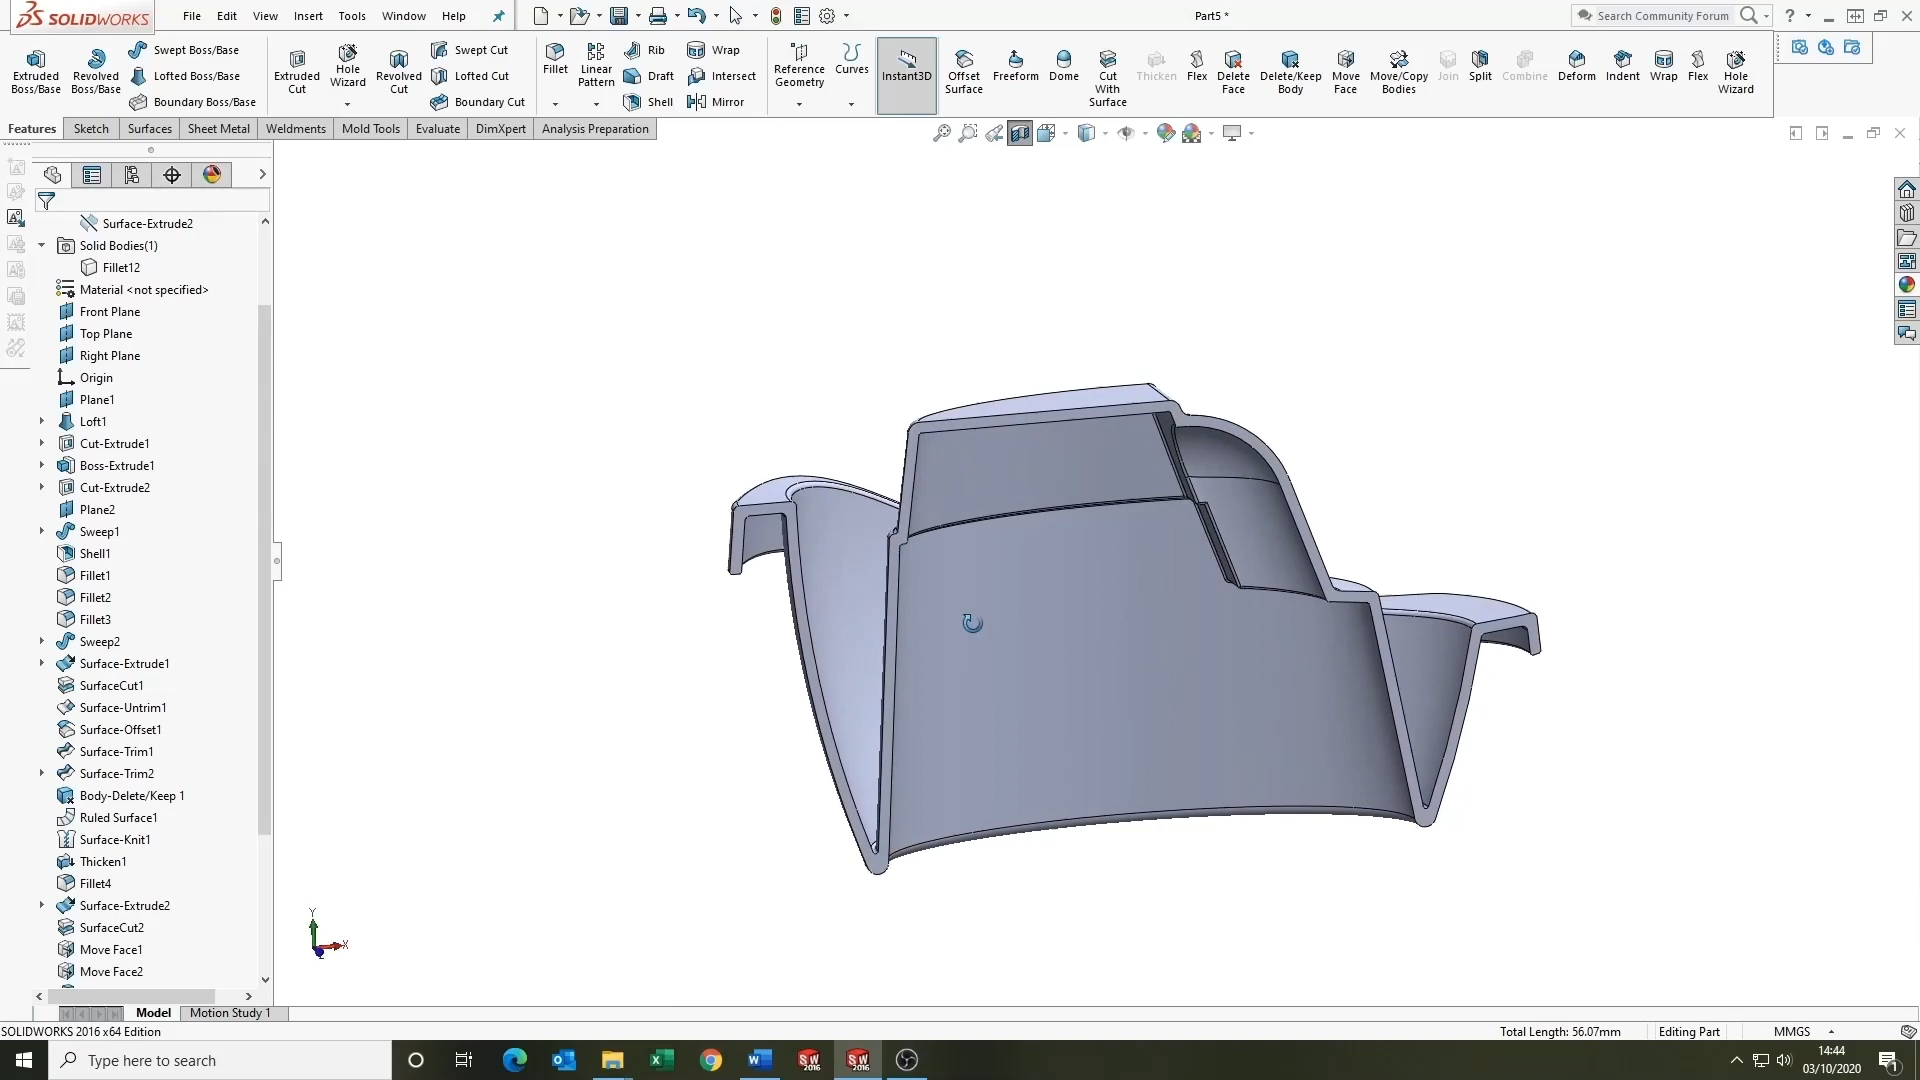 SOLIDWORKS File Edit View Insert Tools Window Help Part5 * Search Community Forum
Extruded Boss/Base Revolved Boss/Base Swept Boss/Base Lofted Boss/Base Boundary Boss/Base
Extruded Cut Hole Wizard Revolved Cut Swept Cut Lofted Cut Boundary Cut
Fillet Linear Pattern Rib Draft Shell Wrap Intersect Mirror
Reference Geometry Curves Instant3D Offset Surface Freeform Dome Cut With Surface Thicken Flex Delete Face Delete/Keep Body Move Face Move/Copy Bodies Join Split Combine Deform Indent Wrap Flex Hole Wizard
Features Sketch Surfaces Sheet Metal Weldments Mold Tools Evaluate DimXpert Analysis Preparation
Surface-Extrude2
Solid Bodies(1)
Fillet12
Material <not specified>
Front Plane
Top Plane
Right Plane
Origin
Plane1
Loft1
Cut-Extrude1
Boss-Extrude1
Cut-Extrude2
Plane2
Sweep1
Shell1
Fillet1
Fillet2
Fillet3
Sweep2
Surface-Extrude1
SurfaceCut1
Surface-Untrim1
Surface-Offset1
Surface-Trim1
Surface-Trim2
Body-Delete/Keep 1
Ruled Surface1
Surface-Knit1
Thicken1
Fillet4
Surface-Extrude2
SurfaceCut2
Move Face1
Move Face2
Y
X
Model Motion Study 1
SOLIDWORKS 2016 x64 Edition Total Length: 56.07mm Editing Part MMGS
Type here to search
14:44
03/10/2020